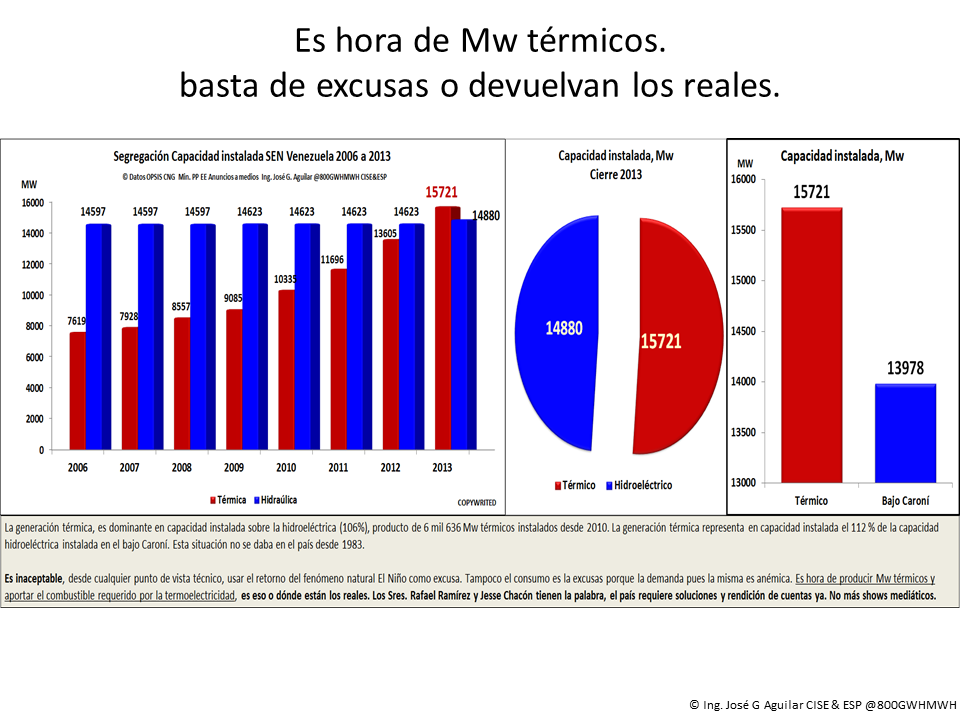 Es hora de Mw térmicos.
basta de excusas o devuelvan los reales.
Segregación Capacidad instalada SEN Venezuela 2006 a 2013
© Datos OPSIS CNG Min. PP EE Anuncios a medios Ing. José G. Aguilar @800GWHMWH CISE&ESP
MW
16000
14000
12000
10000
8000
6000
4000
2000
0
7619
14597
7928
14597
8557
14597
9085
14623
10335
14623
11696
14623
13605
14623
15721
14880
2006 2007 2008 2009 2010 2011 2012 2013
Térmica Hidraúlica
COPYWRITED
Capacidad instalada, Mw
Cierre 2013
14880
15721
Térmico Hidroeléctrico
Capacidad instalada, Mw
MW
16000
15500
15000
14500
14000
13500
13000
15721
13978
Térmico Bajo Caroní
La generación térmica, es dominante en capacidad instalada sobre la hidroeléctrica (106%), producto de 6 mil 636 Mw térmicos instalados desde 2010. La generación térmica representa en capacidad instalada el 112 % de la capacidad
hidroeléctrica instalada en el bajo Caroní. Esta situación no se daba en el país desde 1983.
Es inaceptable, desde cualquier punto de vista técnico, usar el retorno del fenómeno natural El Niño como excusa. Tampoco el consumo es la excusas porque la demanda pues la misma es anémica. Es hora de producir Mw térmicos y
aportar el combustible requerido por la termoelectricidad, es eso o dónde están los reales. Los Sres. Rafael Ramírez y Jesse Chacón tienen la palabra, el país requiere soluciones y rendición de cuentas ya. No más shows mediáticos.
© Ing. José G Aguilar CISE & ESP @800GWHMWH